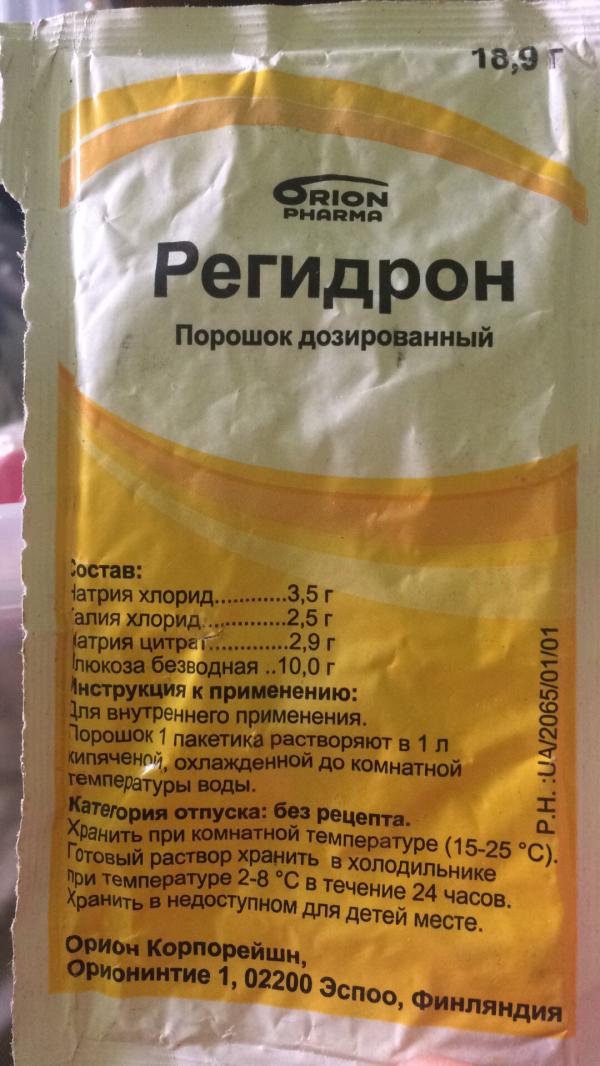 18,9 г
ORION
PHARMA
Регидрон
Порошок дозированный
Состав:
Натрия хлорид............3,5 г
Калия хлорид..............2,5 г
Натрия цитрат.............2,9 г
Глюкоза безводная ..10,0 г
Инструкция к применению:
Для внутреннего применения.
Порошок 1 пакетика растворяют в 1 л
кипяченой, охлажденной до комнатной
температуры воды.
Категория отпуска: без рецепта.
Хранить при комнатной температуре (15-25 °C).
Готовый раствор хранить в холодильнике
при температуре 2-8 °C в течение 24 часов.
Хранить в недоступном для детей месте.
Орион Корпорейшн,
Орионинтие 1, 02200 Эспоо, Финляндия
Р.Н. :UA/2065/01/01